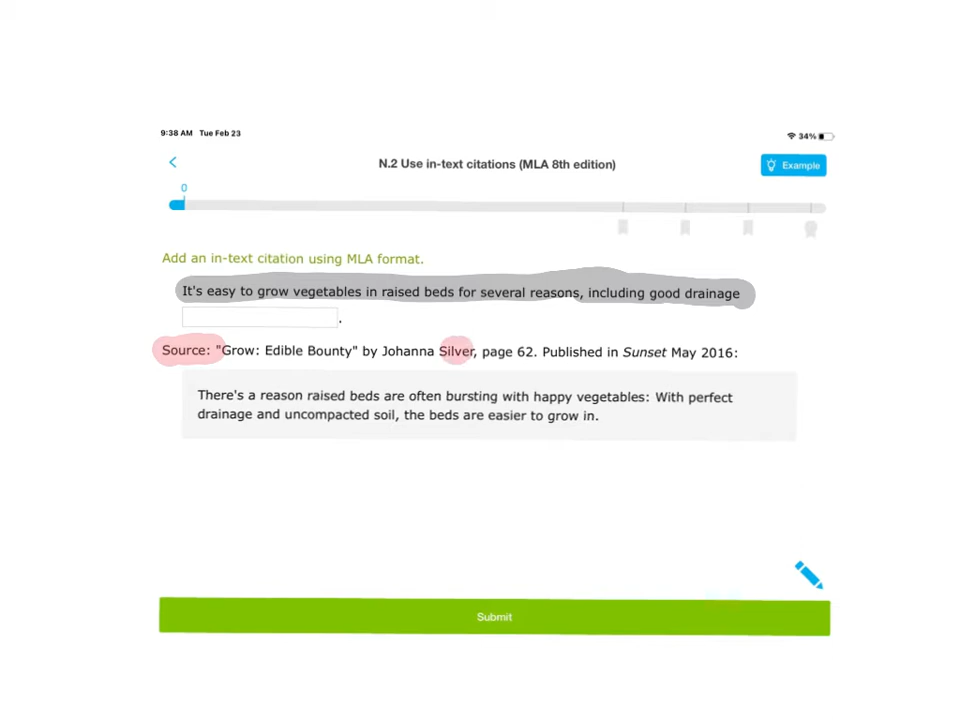 9:38 AM Tue Feb 23 34%
N.2 Use in-text citations (MLA 8th edition)
Example
0
Add an in-text citation using MLA format.
It's easy to grow vegetables in raised beds for several reasons, including good drainage
.
Source: "Grow: Edible Bounty" by Johanna Silver, page 62. Published in Sunset May 2016:
There's a reason raised beds are often bursting with happy vegetables: With perfect
drainage and uncompacted soil, the beds are easier to grow in.
Submit